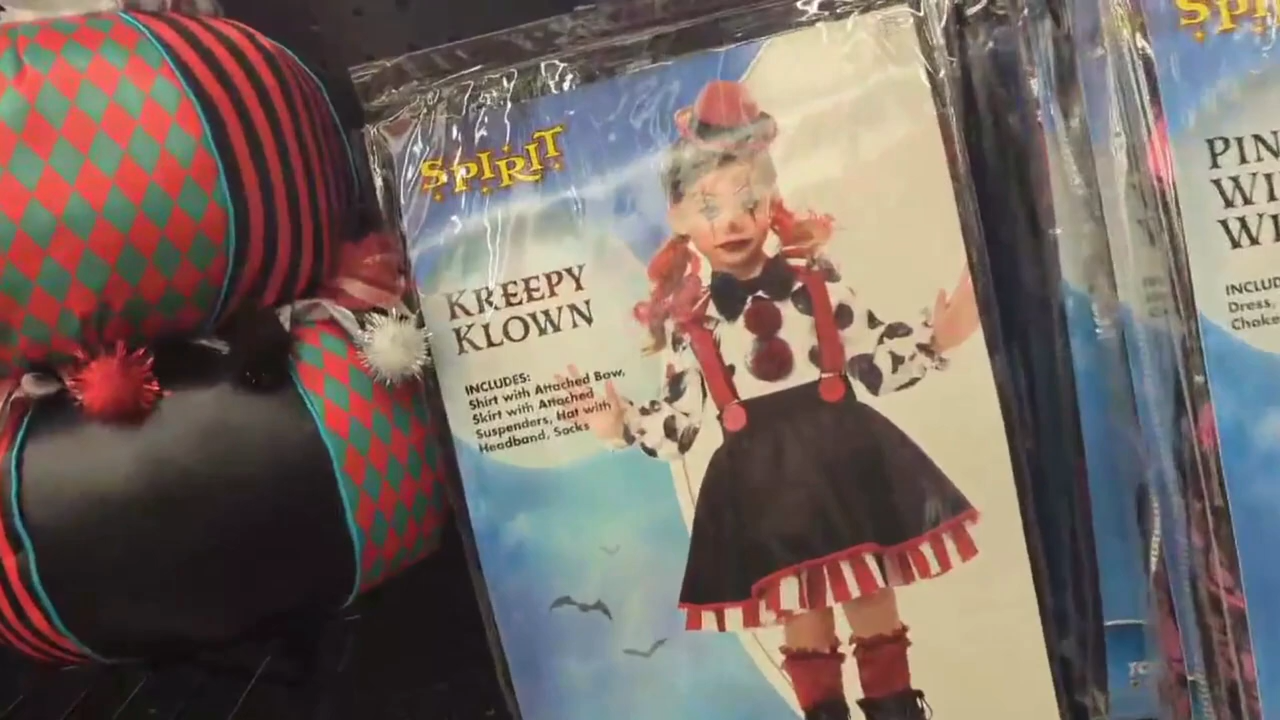 SPIRIT
KREEPY
KLOWN
INCLUDES:
Shirt with Attached Bow,
Skirt with Attached
Suspenders, Hat with
Headband, Socks
SPI
PIN
WI
W
INCLUD
Dress,
Choke
TO